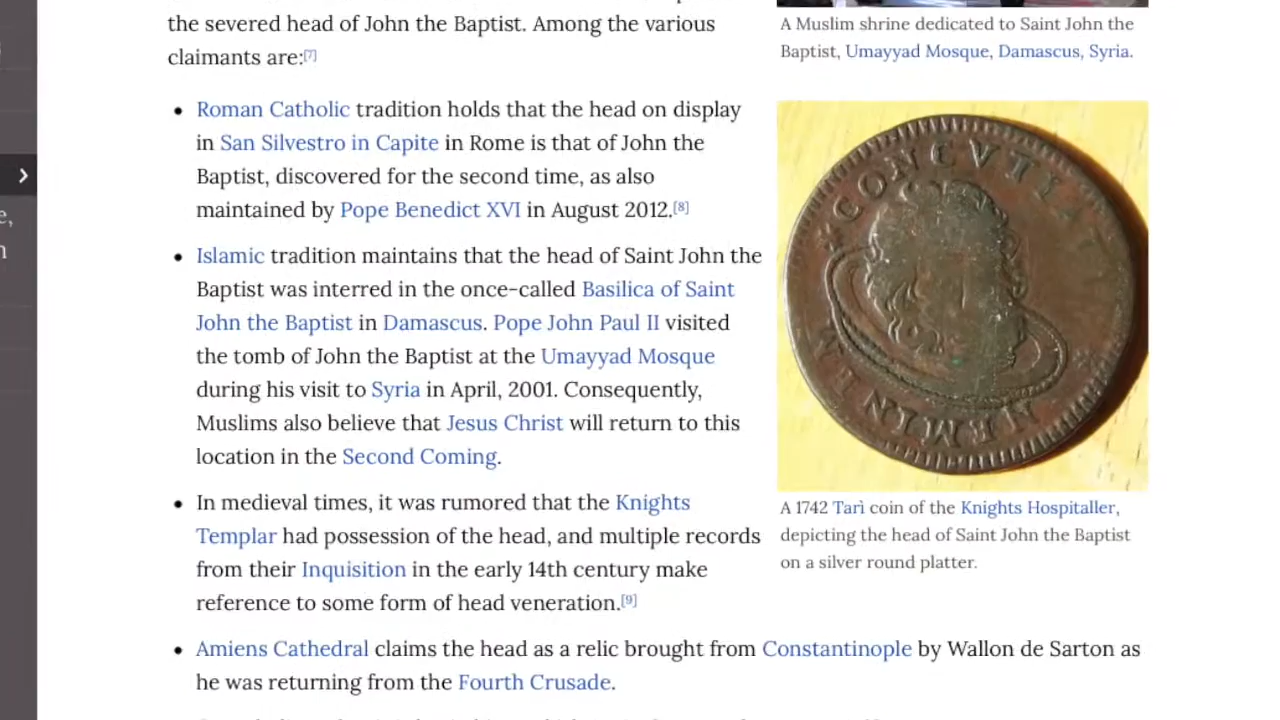 the severed head of John the Baptist. Among the various
claimants are:[7]
• Roman Catholic tradition holds that the head on display
in San Silvestro in Capite in Rome is that of John the
Baptist, discovered for the second time, as also
maintained by Pope Benedict XVI in August 2012.[8]
• Islamic tradition maintains that the head of Saint John the
Baptist was interred in the once-called Basilica of Saint
John the Baptist in Damascus. Pope John Paul II visited
the tomb of John the Baptist at the Umayyad Mosque
during his visit to Syria in April, 2001. Consequently,
Muslims also believe that Jesus Christ will return to this
location in the Second Coming.
• In medieval times, it was rumored that the Knights
Templar had possession of the head, and multiple records
from their Inquisition in the early 14th century make
reference to some form of head veneration.[9]
• Amiens Cathedral claims the head as a relic brought from Constantinople by Wallon de Sarton as
he was returning from the Fourth Crusade.
A Muslim shrine dedicated to Saint John the
Baptist, Umayyad Mosque, Damascus, Syria.
A 1742 Tarì coin of the Knights Hospitaller,
depicting the head of Saint John the Baptist
on a silver round platter.